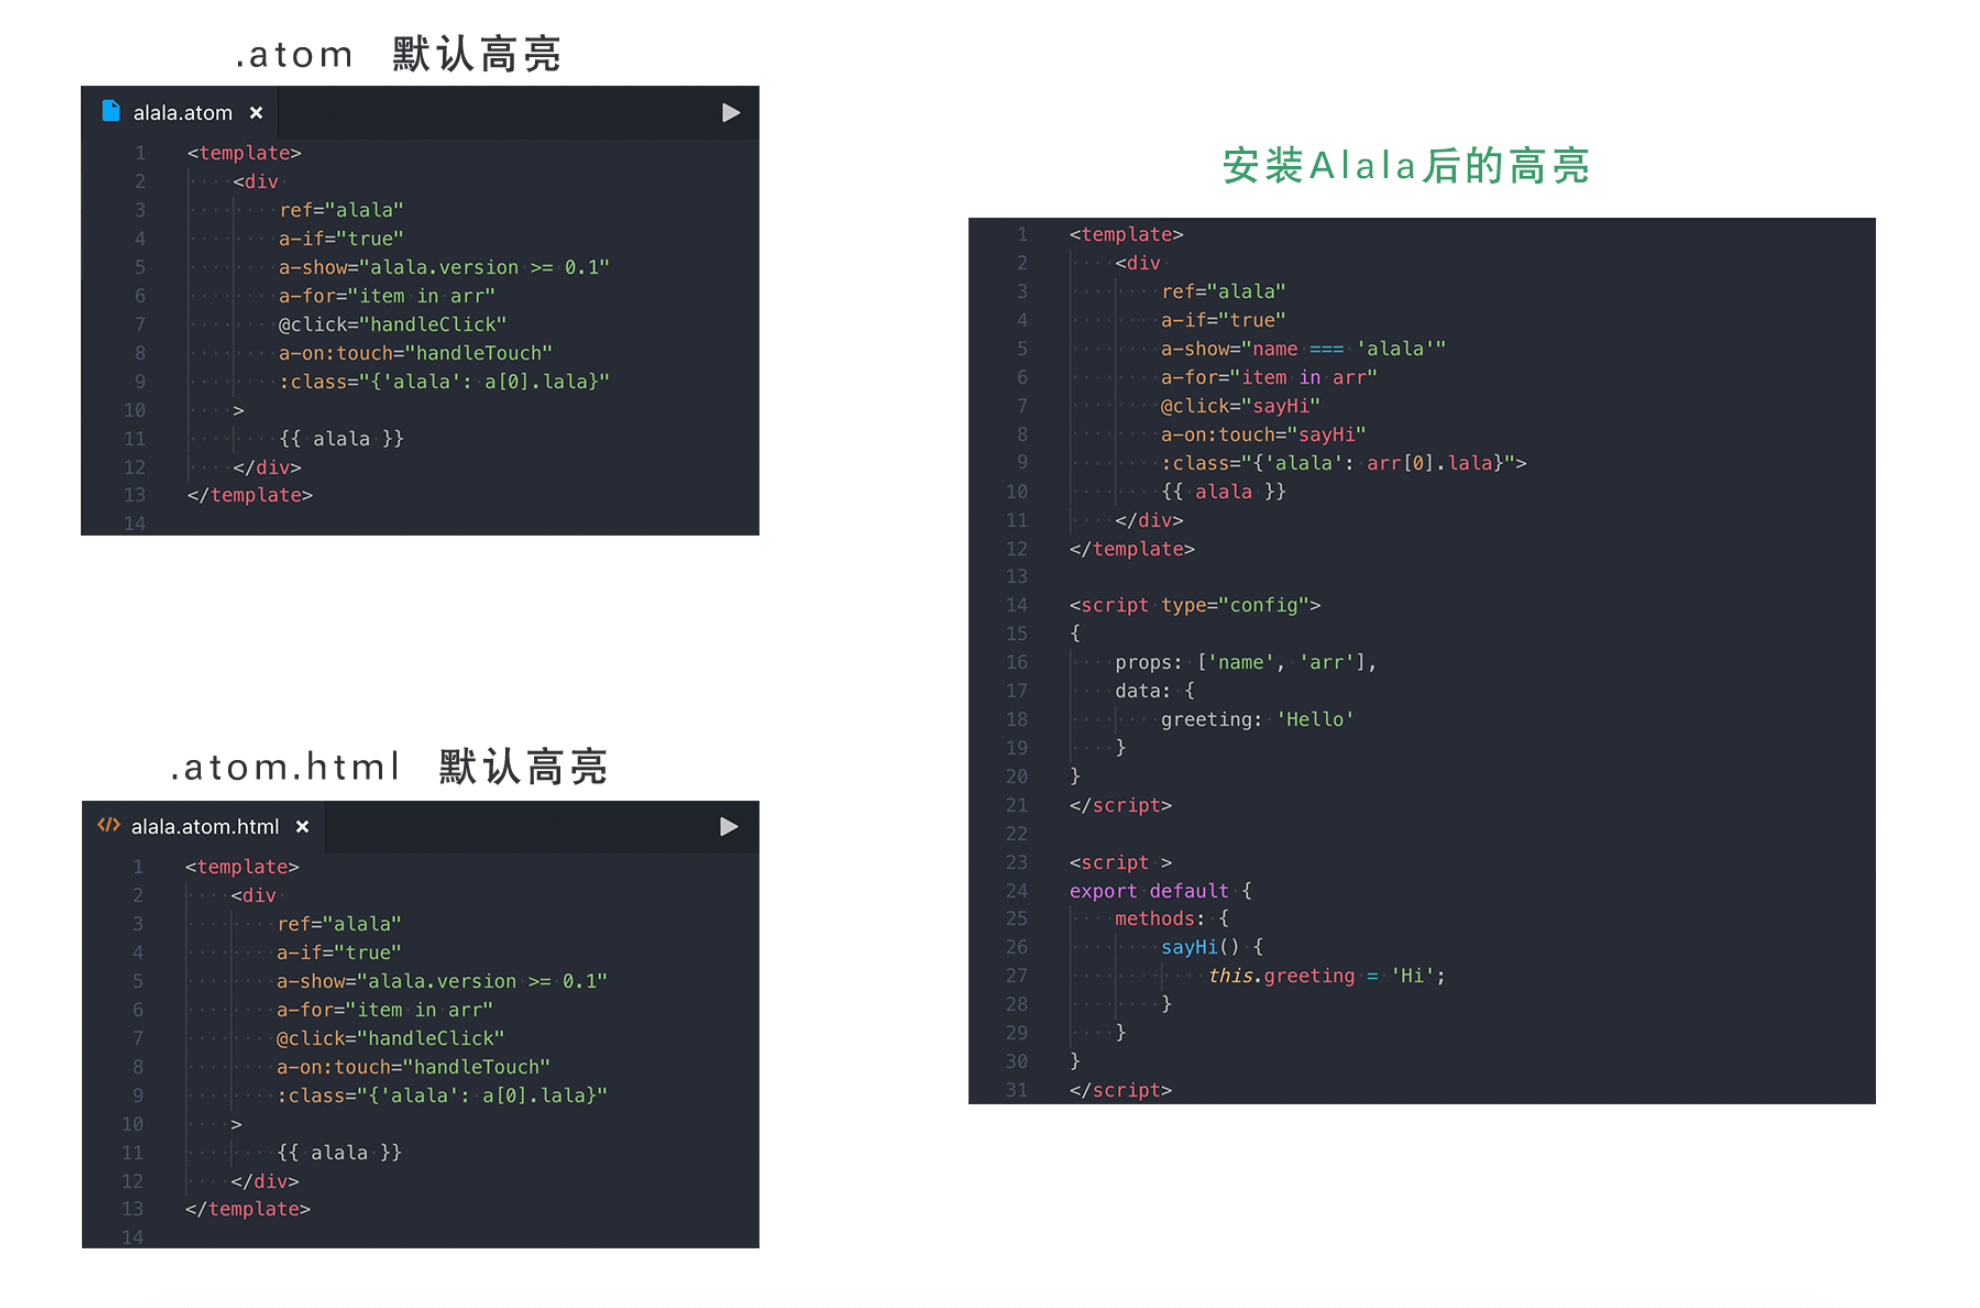 .atom 默认高亮
alala.atom ×
1 <template>
2 ····<div·
3 ········ref="alala"
4 ········a-if="true"
5 ········a-show="alala.version·>=·0.1"
6 ········a-for="item·in·arr"
7 ········@click="handleClick"
8 ········a-on:touch="handleTouch"
9 ········:class="{'alala':·a[0].lala}"
10 ····>
11 ········{{·alala·}}
12 ····</div>
13 </template>
14
.atom.html 默认高亮
</> alala.atom.html ×
1 <template>
2 ····<div·
3 ········ref="alala"
4 ········a-if="true"
5 ········a-show="alala.version·>=·0.1"
6 ········a-for="item·in·arr"
7 ········@click="handleClick"
8 ········a-on:touch="handleTouch"
9 ········:class="{'alala':·a[0].lala}"
10 ····>
11 ········{{·alala·}}
12 ····</div>
13 </template>
14
安装Alala后的高亮
1 <template>
2 ····<div·
3 ········ref="alala"
4 ········a-if="true"
5 ········a-show="name·===·'alala'"
6 ········a-for="item·in·arr"
7 ········@click="sayHi"
8 ········a-on:touch="sayHi"
9 ········:class="{'alala':·arr[0].lala}">
10 ········{{·alala·}}
11 ····</div>
12 </template>
13
14 <script·type="config">
15 {
16 ····props:·['name',·'arr'],
17 ····data:·{
18 ········greeting:·'Hello'
19 ····}
20 }
21 </script>
22
23 <script·>
24 export·default·{
25 ····methods:·{
26 ········sayHi()·{
27 ············this.greeting·=·'Hi';
28 ········}
29 ····}
30 }
31 </script>